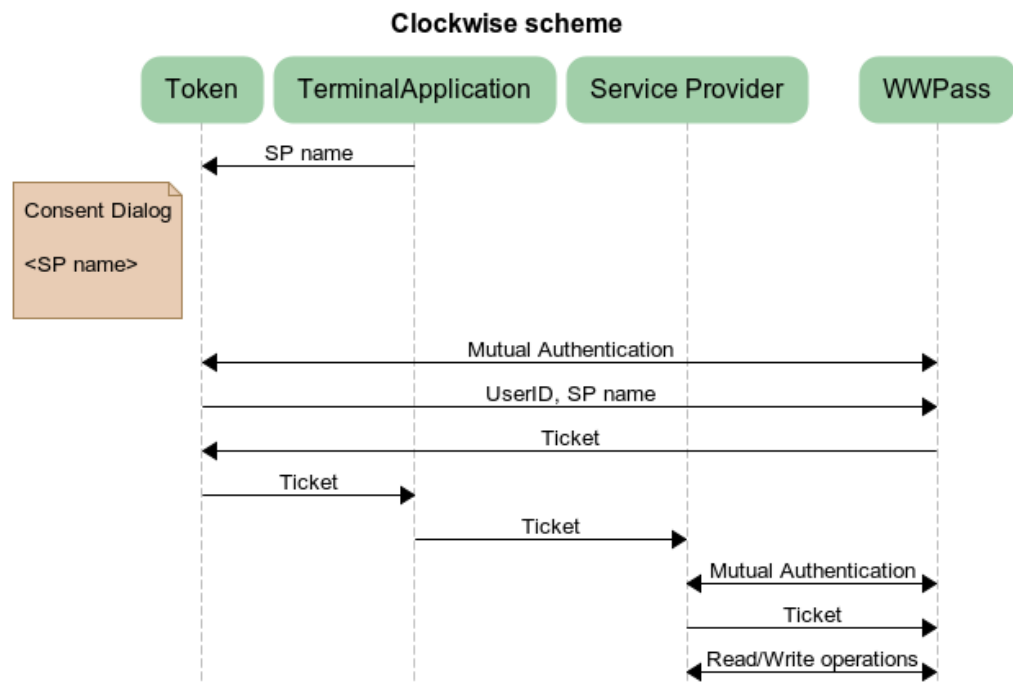 Clockwise scheme
Token
TerminalApplication
Service Provider
WWPass
SP name
Consent Dialog
<SP name>
Mutual Authentication
UserID, SP name
Ticket
Ticket
Ticket
Mutual Authentication
Ticket
Read/Write operations